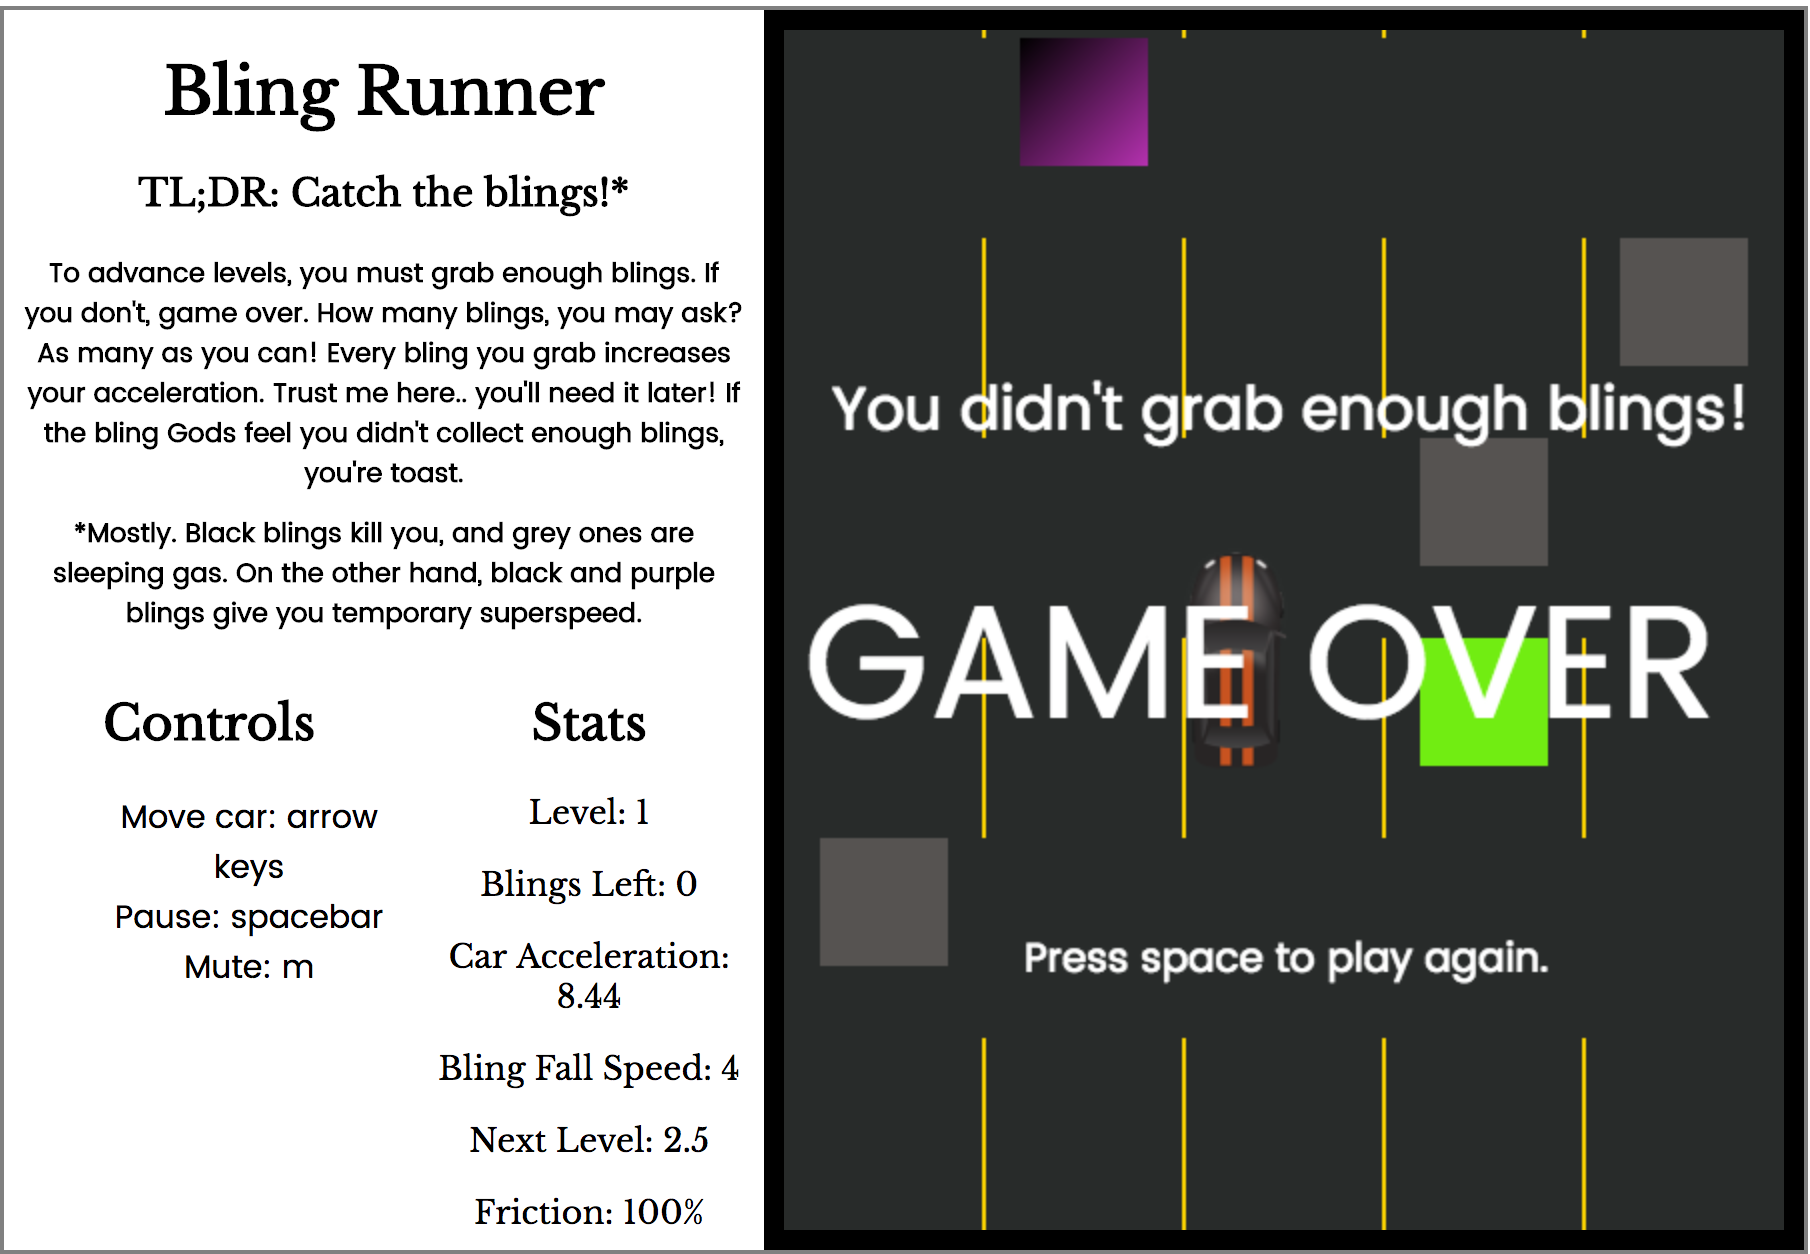 Bling Runner
TL;DR: Catch the blings!*
To advance levels, you must grab enough blings. If
you don't, game over. How many blings, you may ask?
As many as you can! Every bling you grab increases
your acceleration. Trust me here.. you'll need it later! If
the bling Gods feel you didn't collect enough blings,
you're toast.
*Mostly. Black blings kill you, and grey ones are
sleeping gas. On the other hand, black and purple
blings give you temporary superspeed.
Controls
Move car: arrow
keys
Pause: spacebar
Mute: m
Stats
Level: 1
Blings Left: 0
Car Acceleration:
8.44
Bling Fall Speed: 4
Next Level: 2.5
Friction: 100%
You didn't grab enough blings!
GAME OVER
Press space to play again.